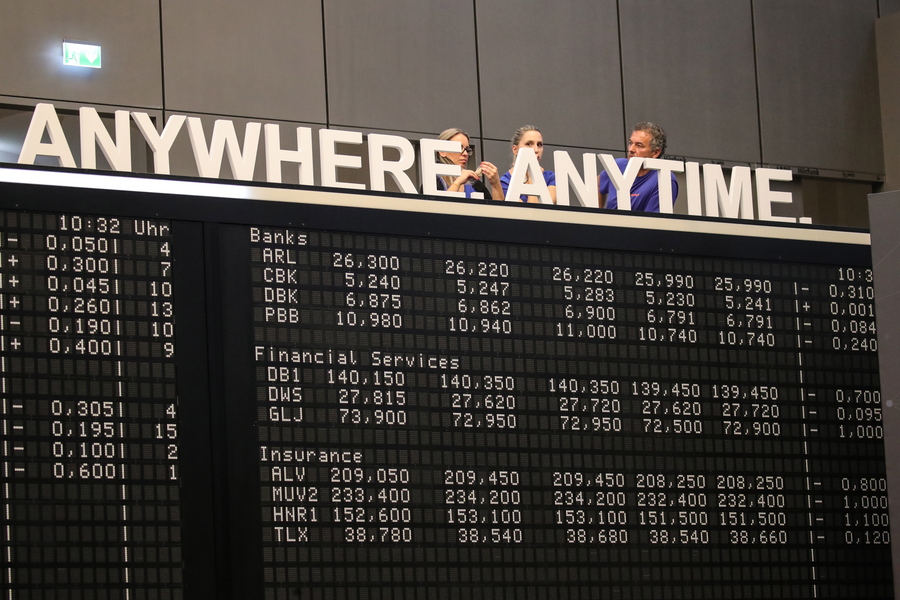 ANYWHERE. ANYTIME.
10:32 Uhr
- 0,050 4
+ 0,300 7
+ 0,045 10
+ 0,260 13
- 0,190 10
+ 0,400 9
- 0,305 4
- 0,195 15
- 0,100 2
- 0,600 1
Banks
10:3
ARL 26,300 26,220 26,220 25,990 25,990 - 0,310
CBK 5,240 5,247 5,283 5,230 5,241 + 0,001
DBK 6,875 6,862 6,900 6,791 6,791 - 0,084
PBB 10,980 10,940 11,000 10,740 10,740 - 0,240
Financial Services
DB1 140,150 140,350 140,350 139,450 139,450 - 0,700
DWS 27,815 27,620 27,720 27,620 27,720 - 0,095
GLJ 73,900 72,950 72,950 72,500 72,900 - 1,000
Insurance
ALV 209,050 209,450 209,450 208,250 208,250 - 0,800
MUV2 233,400 234,200 234,200 232,400 232,400 - 1,000
HNR1 152,600 153,100 153,100 151,500 151,500 - 1,100
TLX 38,780 38,540 38,680 38,540 38,660 - 0,120